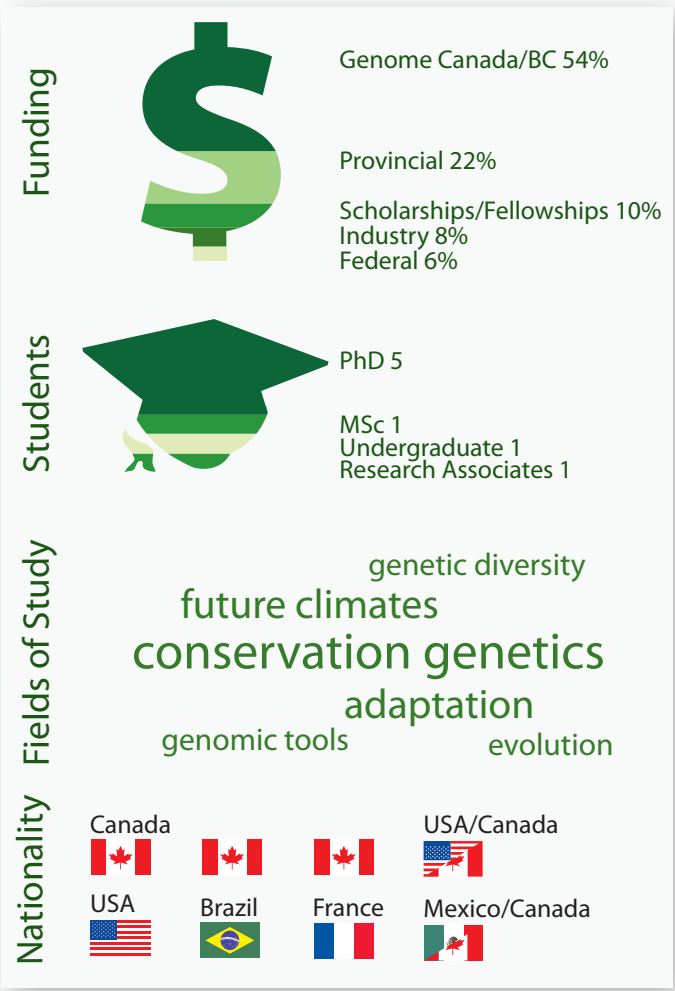 Funding
Genome Canada/BC 54%
Provincial 22%
Scholarships/Fellowships 10%
Industry 8%
Federal 6%
Students
PhD 5
MSc 1
Undergraduate 1
Research Associates 1
Fields of Study
genetic diversity
future climates
conservation genetics
adaptation
genomic tools
evolution
Nationality
Canada
USA/Canada
USA
Brazil
France
Mexico/Canada